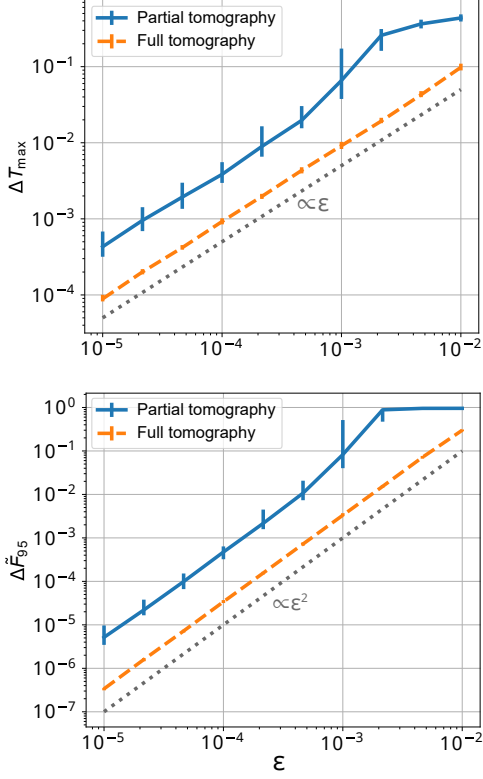 Partial tomography
Full tomography
10⁻¹
10⁻²
10⁻³
10⁻⁴
ΔT_max
∝ε
10⁻⁵ 10⁻⁴ 10⁻³ 10⁻²
Partial tomography
Full tomography
10⁰
10⁻¹
10⁻²
10⁻³
10⁻⁴
10⁻⁵
10⁻⁶
10⁻⁷
ΔF̃₉₅
∝ε²
10⁻⁵ 10⁻⁴ 10⁻³ 10⁻²
ε